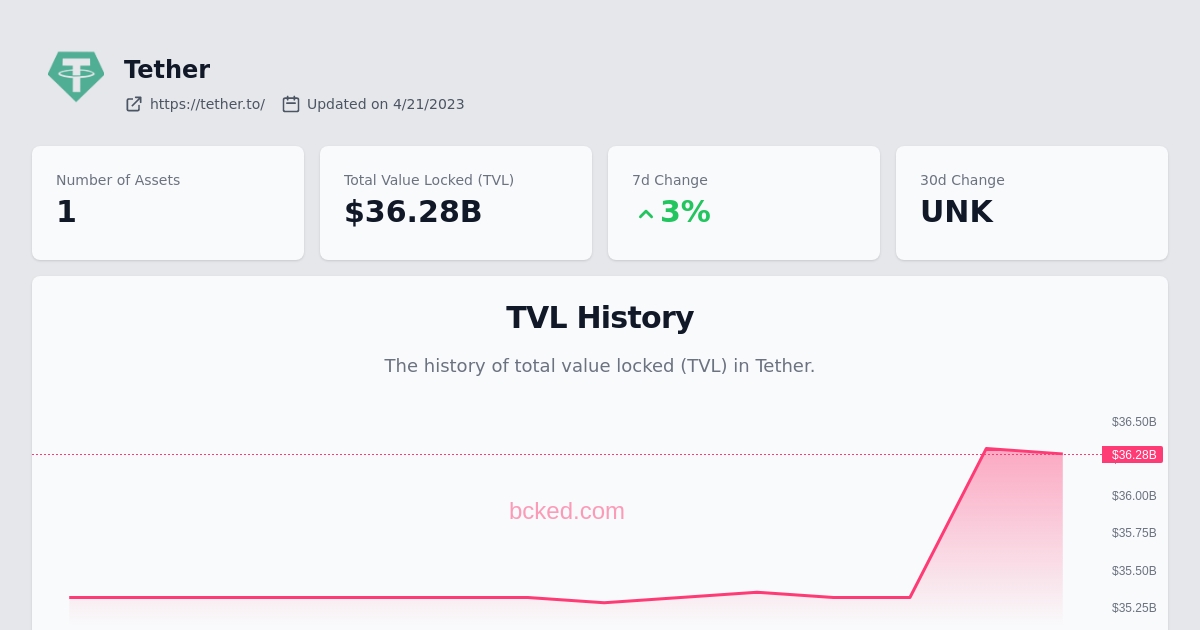 Tether
https://tether.to/ Updated on 4/21/2023
Number of Assets
1
Total Value Locked (TVL)
$36.28B
7d Change
3%
30d Change
UNK
TVL History
The history of total value locked (TVL) in Tether.
$36.50B
$36.28B
$36.00B
$35.75B
$35.50B
$35.25B
bcked.com